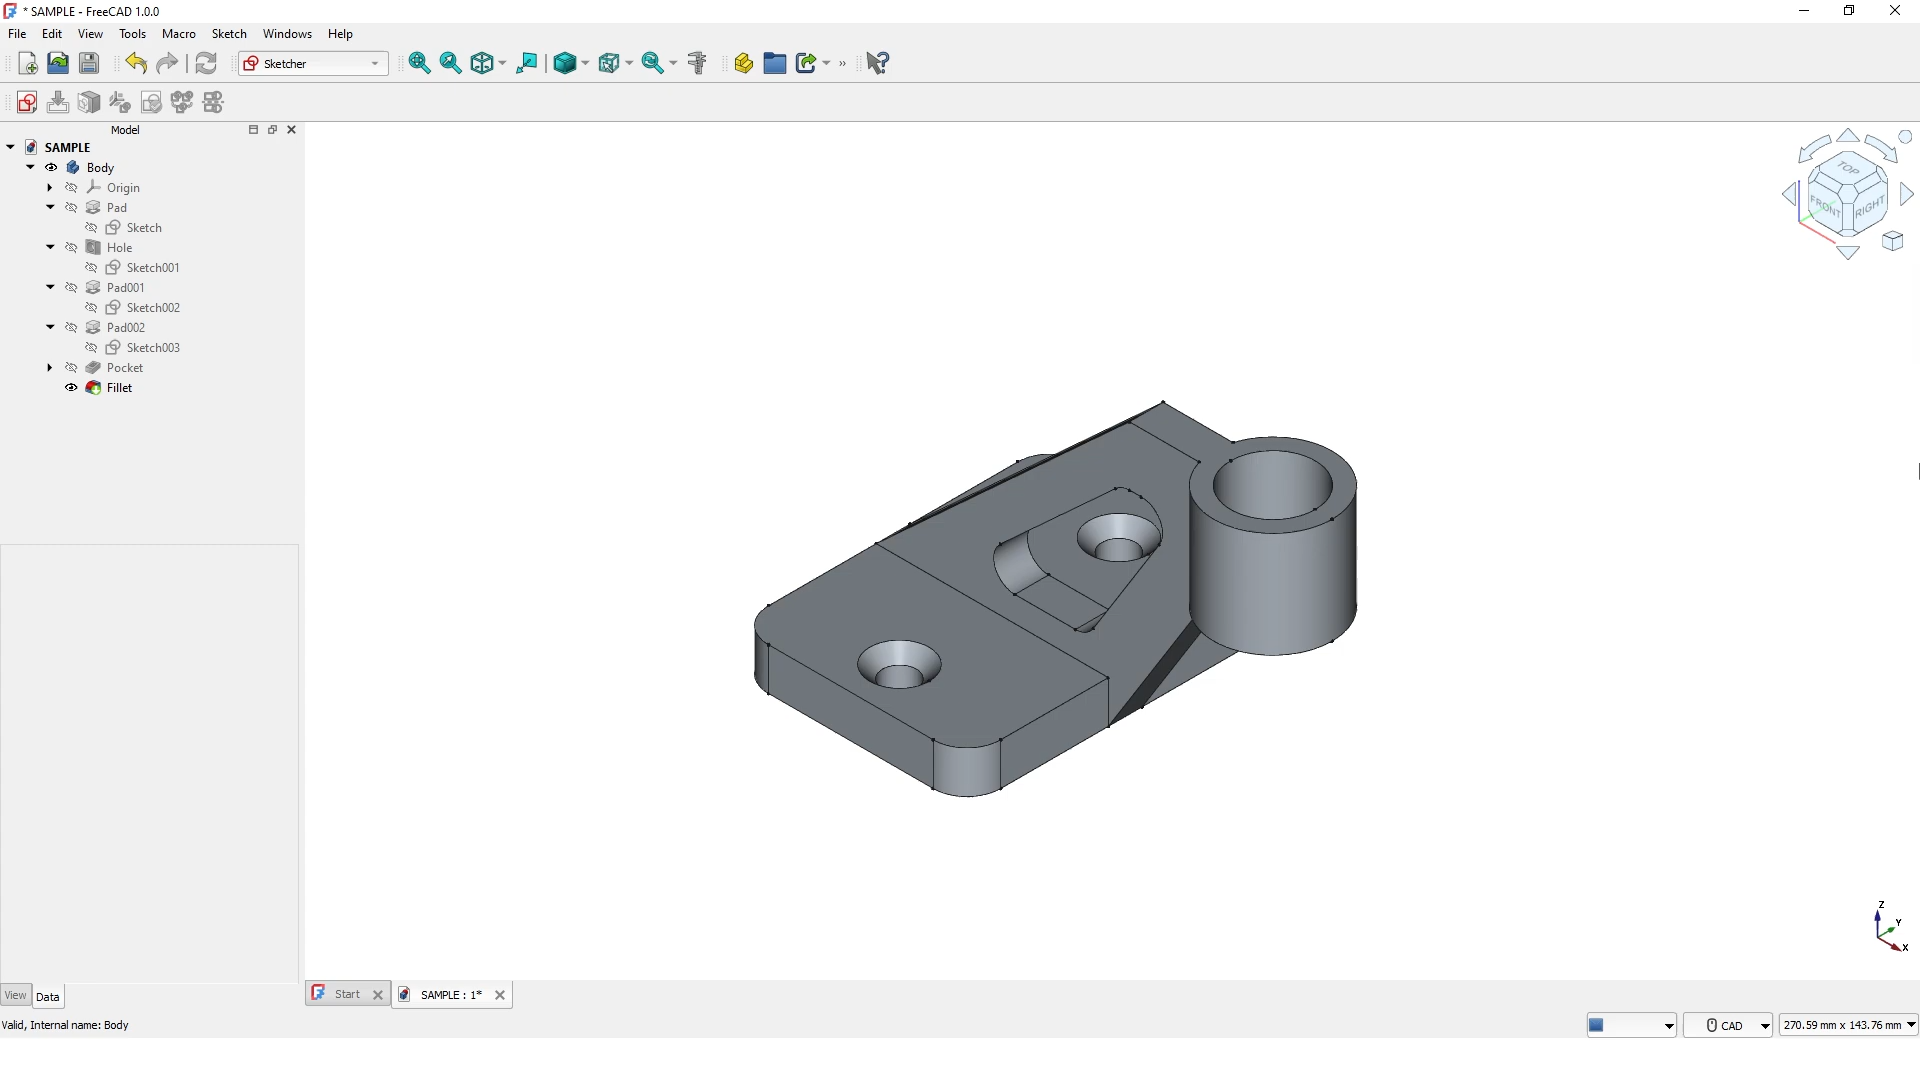 * SAMPLE - FreeCAD 1.0.0
File Edit View Tools Macro Sketch Windows Help
Sketcher
»
Model
SAMPLE
Body
Origin
Pad
Sketch
Hole
Sketch001
Pad001
Sketch002
Pad002
Sketch003
Pocket
Fillet
TOP
FRONT RIGHT
Z
Y
X
View Data
Start SAMPLE : 1*
Valid, Internal name: Body
CAD 270.59 mm x 143.76 mm